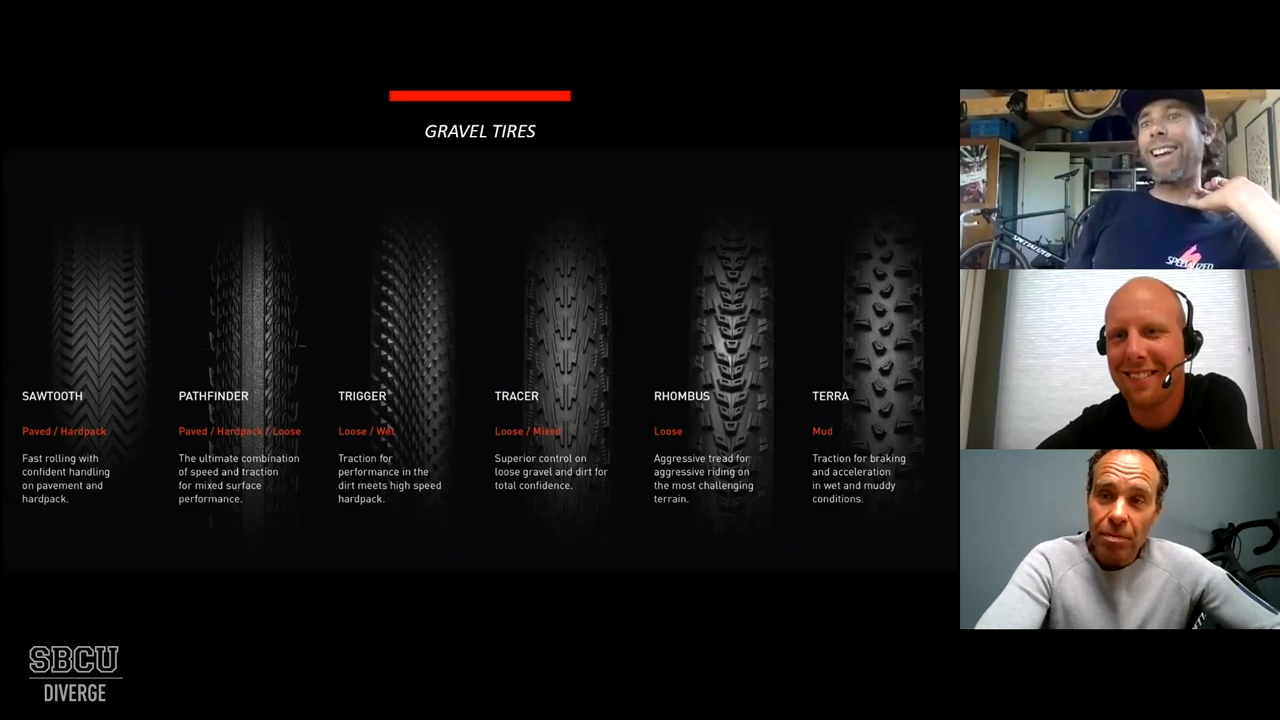 GRAVEL TIRES
SAWTOOTH
Paved / Hardpack
Fast rolling with
confident handling
on pavement and
hardpack.
PATHFINDER
Paved / Hardpack / Loose
The ultimate combination
of speed and traction
for mixed surface
performance.
TRIGGER
Loose / Wet
Traction for
performance in the
dirt meets high speed
hardpack.
TRACER
Loose / Mixed
Superior control on
loose gravel and dirt for
total confidence.
RHOMBUS
Loose
Aggressive tread for
aggressive riding on
the most challenging
terrain.
TERRA
Mud
Traction for braking
and acceleration
in wet and muddy
conditions.
SPECIALIZED
SPECIALIZED
SBCU
DIVERGE